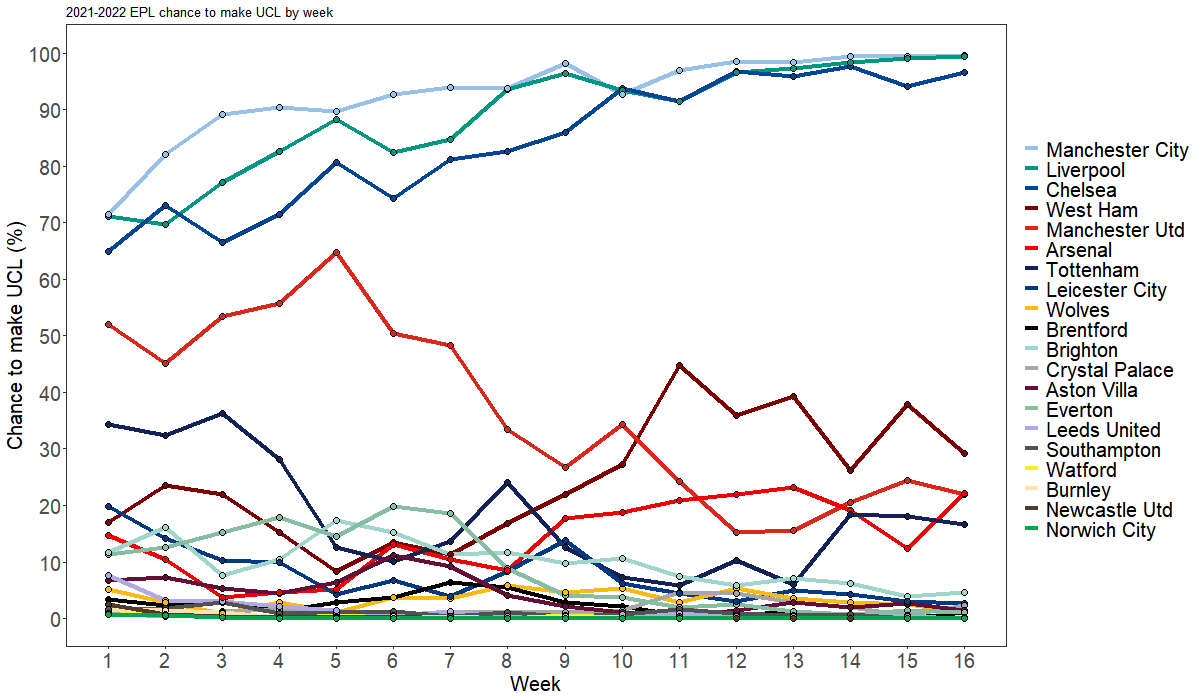 2021-2022 EPL chance to make UCL by week
Chance to make UCL (%)
100
90
80
70
60
50
40
30
20
10
0
1 2 3 4 5 6 7 8 9 10 11 12 13 14 15 16
Week
Manchester City
Liverpool
Chelsea
West Ham
Manchester Utd
Arsenal
Tottenham
Leicester City
Wolves
Brentford
Brighton
Crystal Palace
Aston Villa
Everton
Leeds United
Southampton
Watford
Burnley
Newcastle Utd
Norwich City